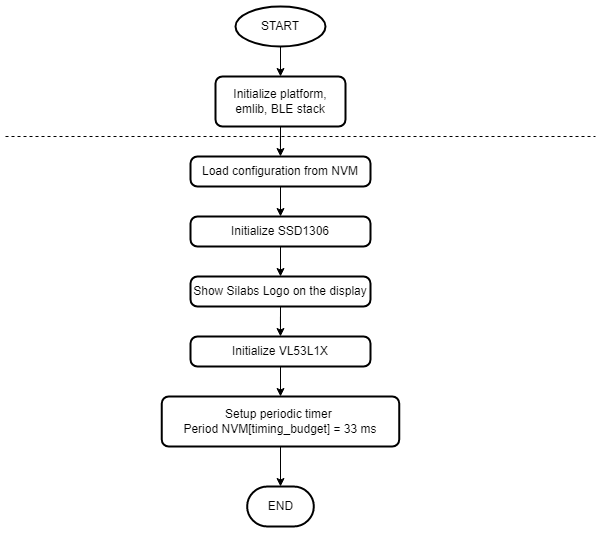 START
Initialize platform,
emlib, BLE stack
Load configuration from NVM
Initialize SSD1306
Show Silabs Logo on the display
Initialize VL53L1X
Setup periodic timer
Period NVM[timing_budget] = 33 ms
END